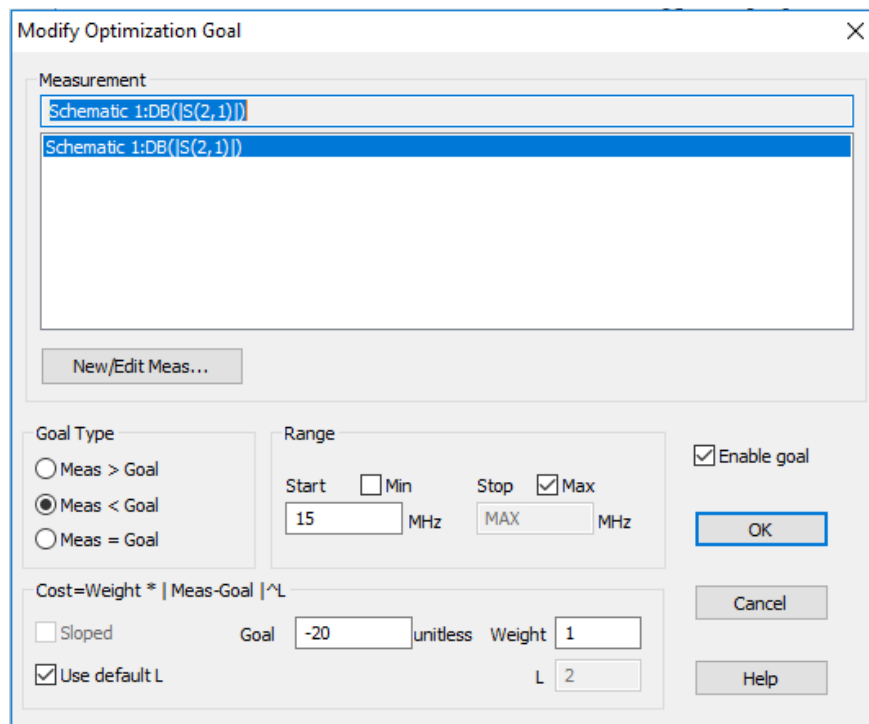 Modify Optimization Goal
Measurement
Schematic 1:DB(|S(2,1)|)
Schematic 1:DB(|S(2,1)|)
New/Edit Meas...
Goal Type
Meas > Goal
Meas < Goal
Meas = Goal
Range
Start Min Stop Max
15 MHz MAX MHz
Enable goal
OK
Cancel
Help
Cost=Weight * | Meas-Goal |^L
Sloped Goal -20 unitless Weight 1
Use default L L 2